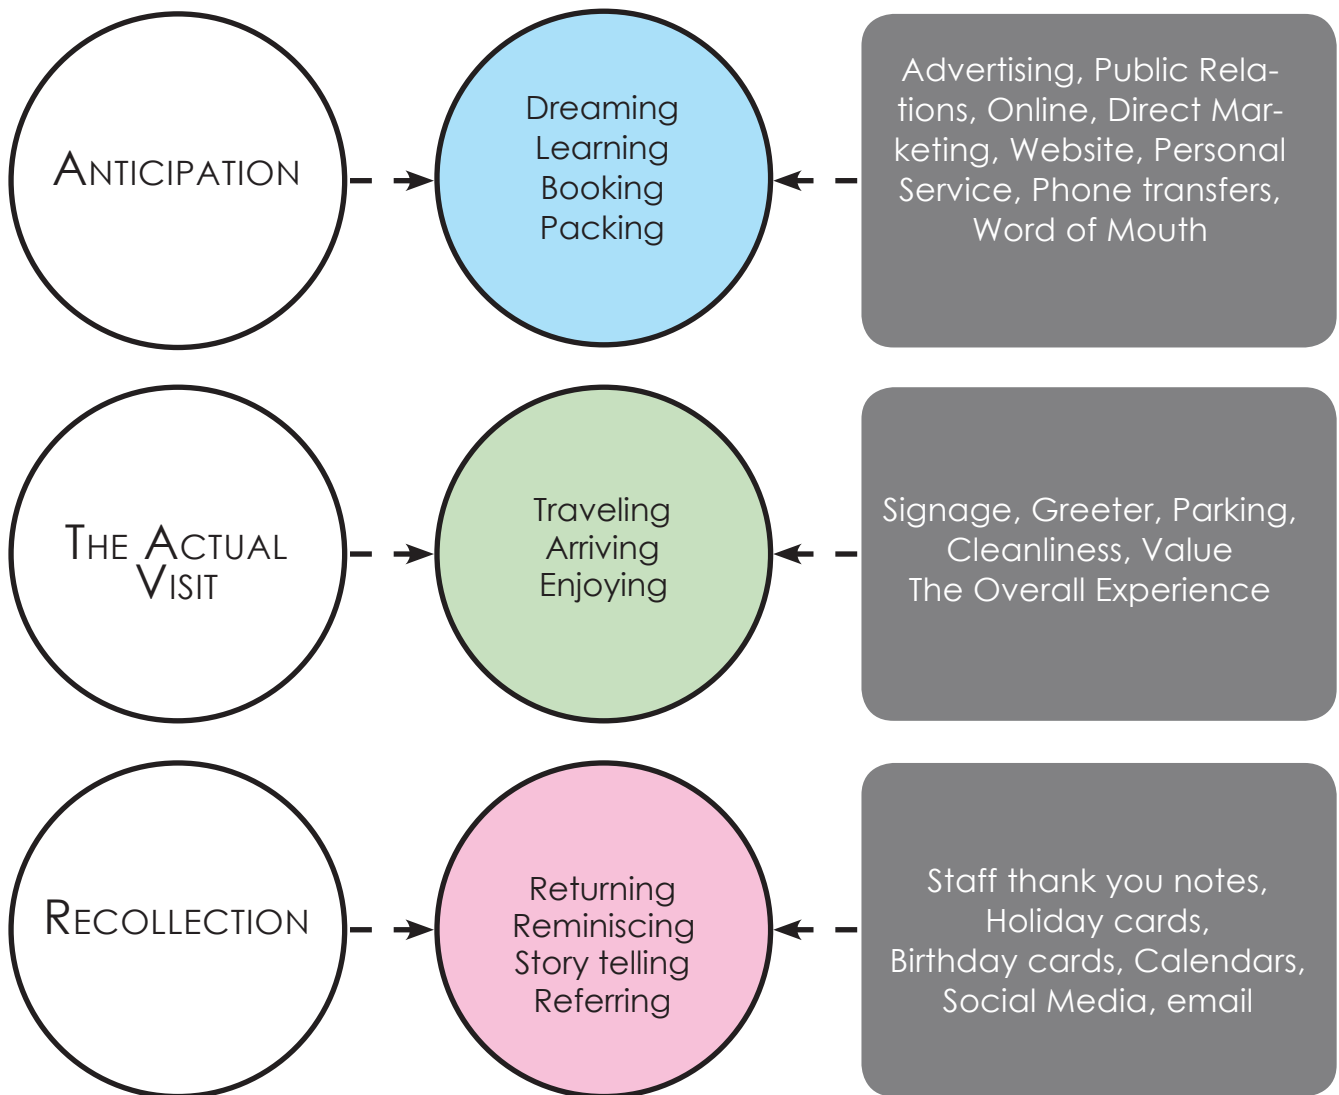 ANTICIPATION
Dreaming
Learning
Booking
Packing
Advertising, Public Rela-
tions, Online, Direct Mar-
keting, Website, Personal
Service, Phone transfers,
Word of Mouth
THE ACTUAL
VISIT
Traveling
Arriving
Enjoying
Signage, Greeter, Parking,
Cleanliness, Value
The Overall Experience
RECOLLECTION
Returning
Reminiscing
Story telling
Referring
Staff thank you notes,
Holiday cards,
Birthday cards, Calendars,
Social Media, email